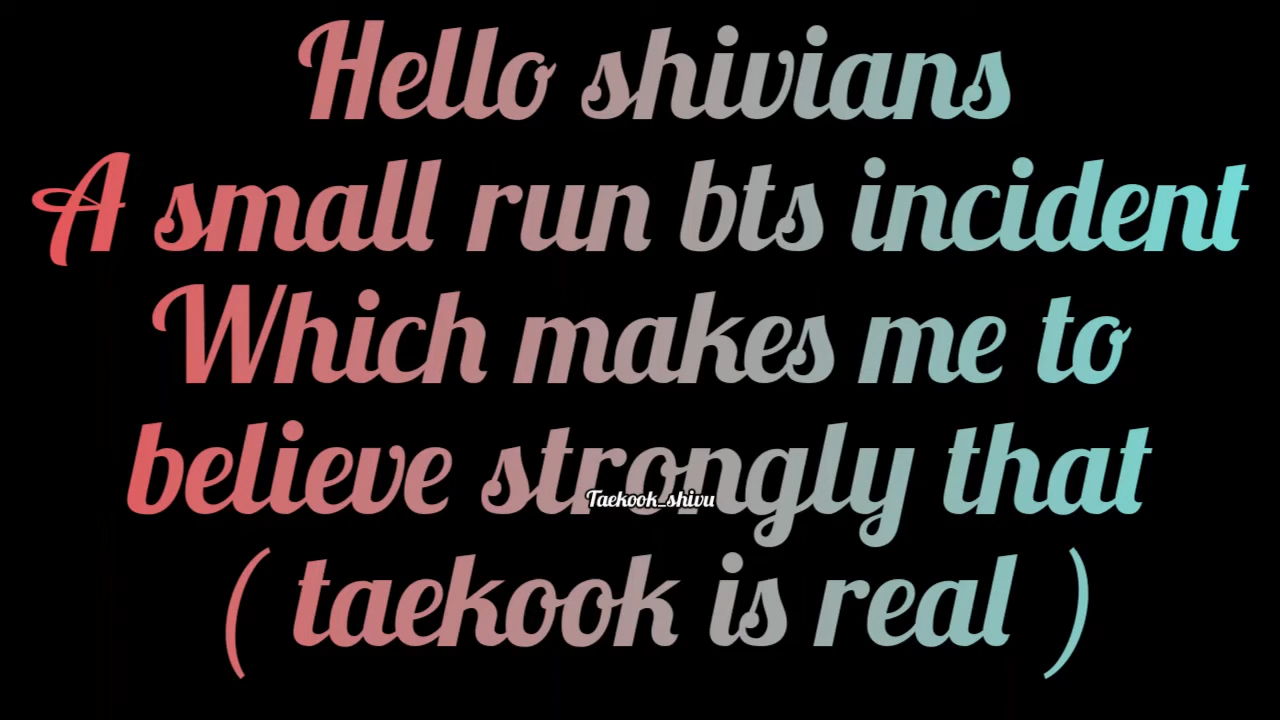 Hello shivians
A small run bts incident
Which makes me to
believe strongly that
Taekook_shivu
( taekook is real )